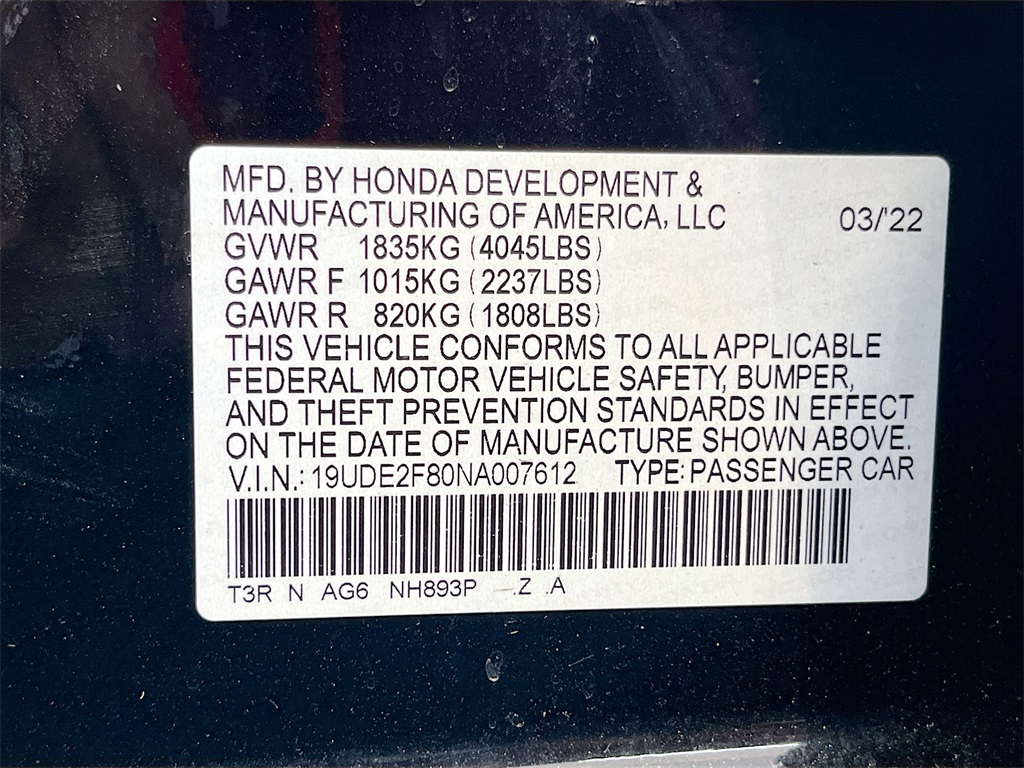 MFD. BY HONDA DEVELOPMENT &
MANUFACTURING OF AMERICA, LLC 03/'22
GVWR 1835KG (4045LBS)
GAWR F 1015KG (2237LBS)
GAWR R 820KG (1808LBS)
THIS VEHICLE CONFORMS TO ALL APPLICABLE
FEDERAL MOTOR VEHICLE SAFETY, BUMPER,
AND THEFT PREVENTION STANDARDS IN EFFECT
ON THE DATE OF MANUFACTURE SHOWN ABOVE.
V.I.N.: 19UDE2F80NA007612 TYPE: PASSENGER CAR
T3R N AG6 NH893P —.Z .A